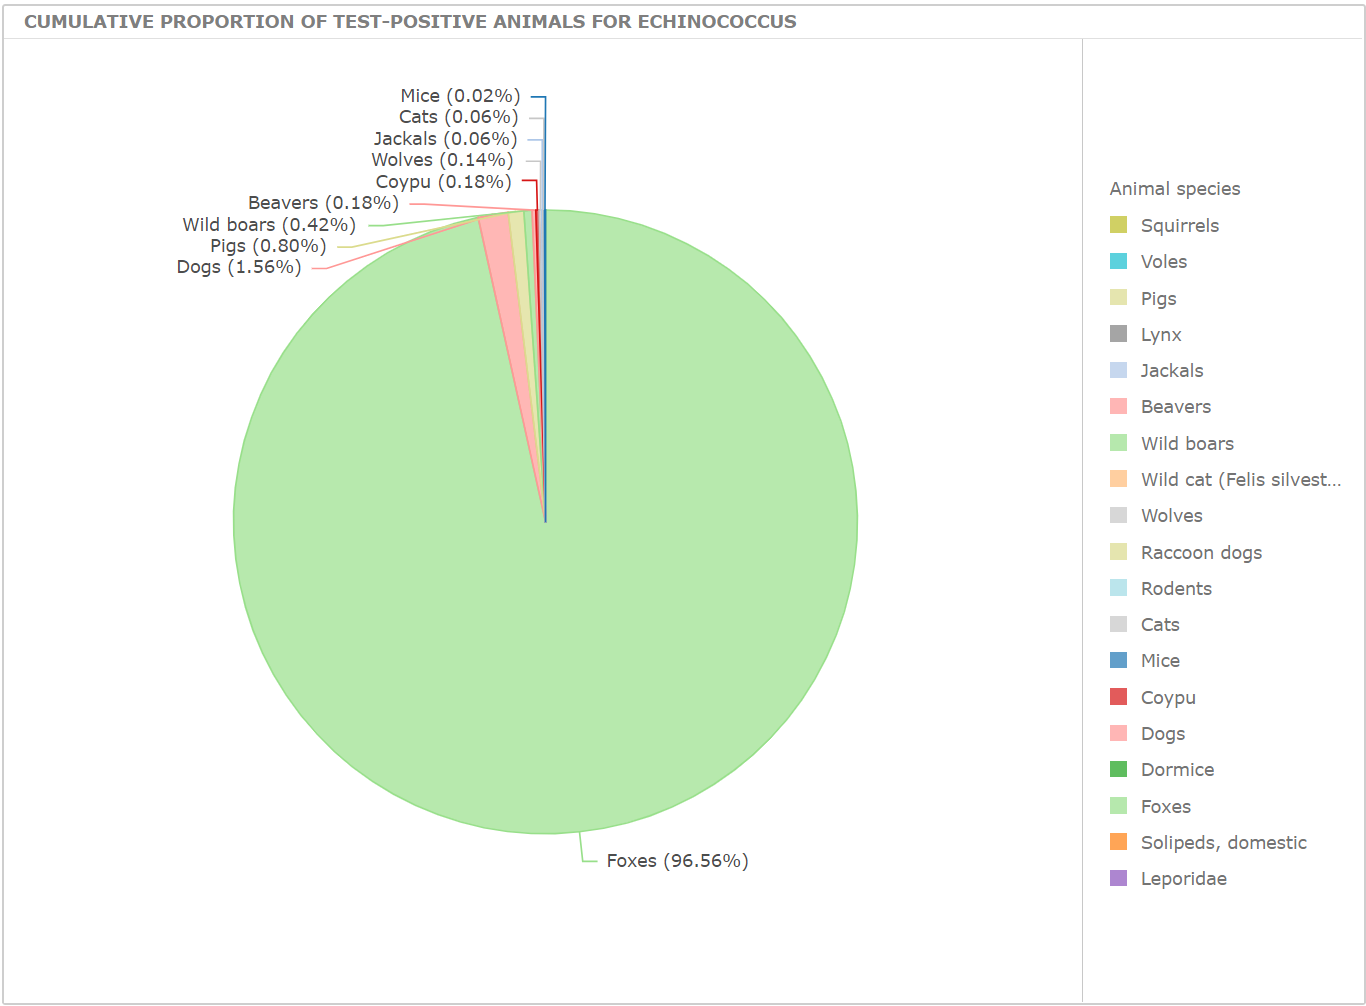 CUMULATIVE PROPORTION OF TEST-POSITIVE ANIMALS FOR ECHINOCOCCUS
Mice (0.02%)
Cats (0.06%)
Jackals (0.06%)
Wolves (0.14%)
Coypu (0.18%)
Beavers (0.18%)
Wild boars (0.42%)
Pigs (0.80%)
Dogs (1.56%)
Foxes (96.56%)
Animal species
Squirrels
Voles
Pigs
Lynx
Jackals
Beavers
Wild boars
Wild cat (Felis silvest...
Wolves
Raccoon dogs
Rodents
Cats
Mice
Coypu
Dogs
Dormice
Foxes
Solipeds, domestic
Leporidae